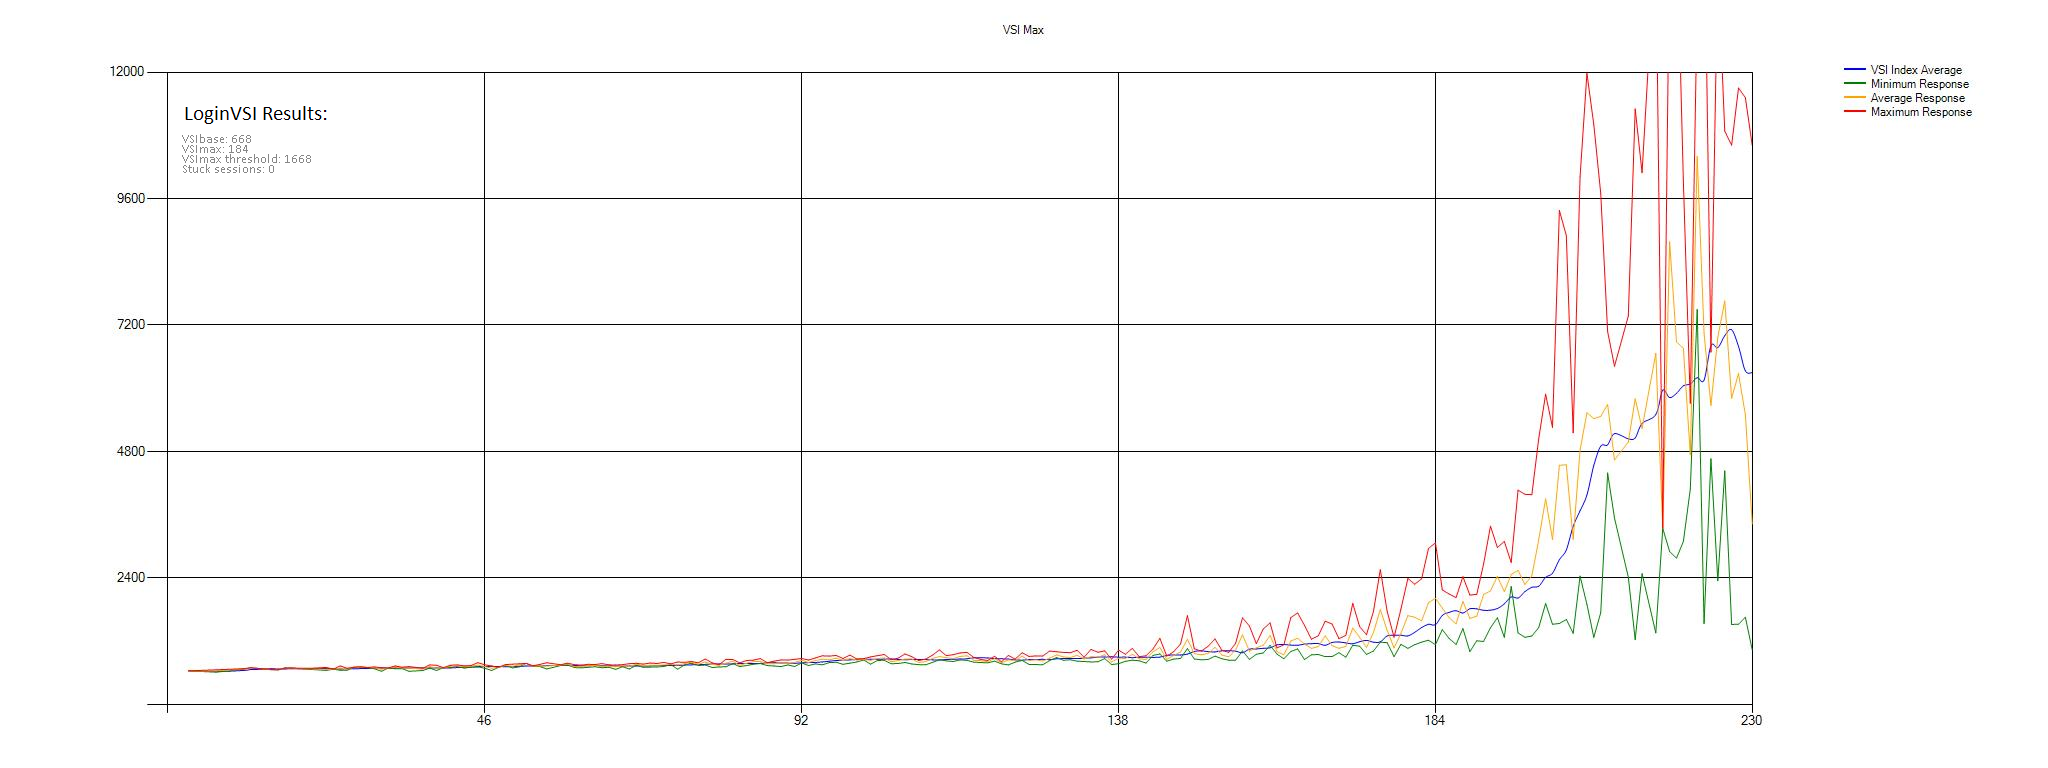 VSI Max
12000
9600
7200
4800
2400
46
92
138
184
230
LoginVSI Results:
VSIbase: 668
VSImax: 184
VSImax threshold: 1668
Stuck sessions: 0
VSI Index Average
Minimum Response
Average Response
Maximum Response